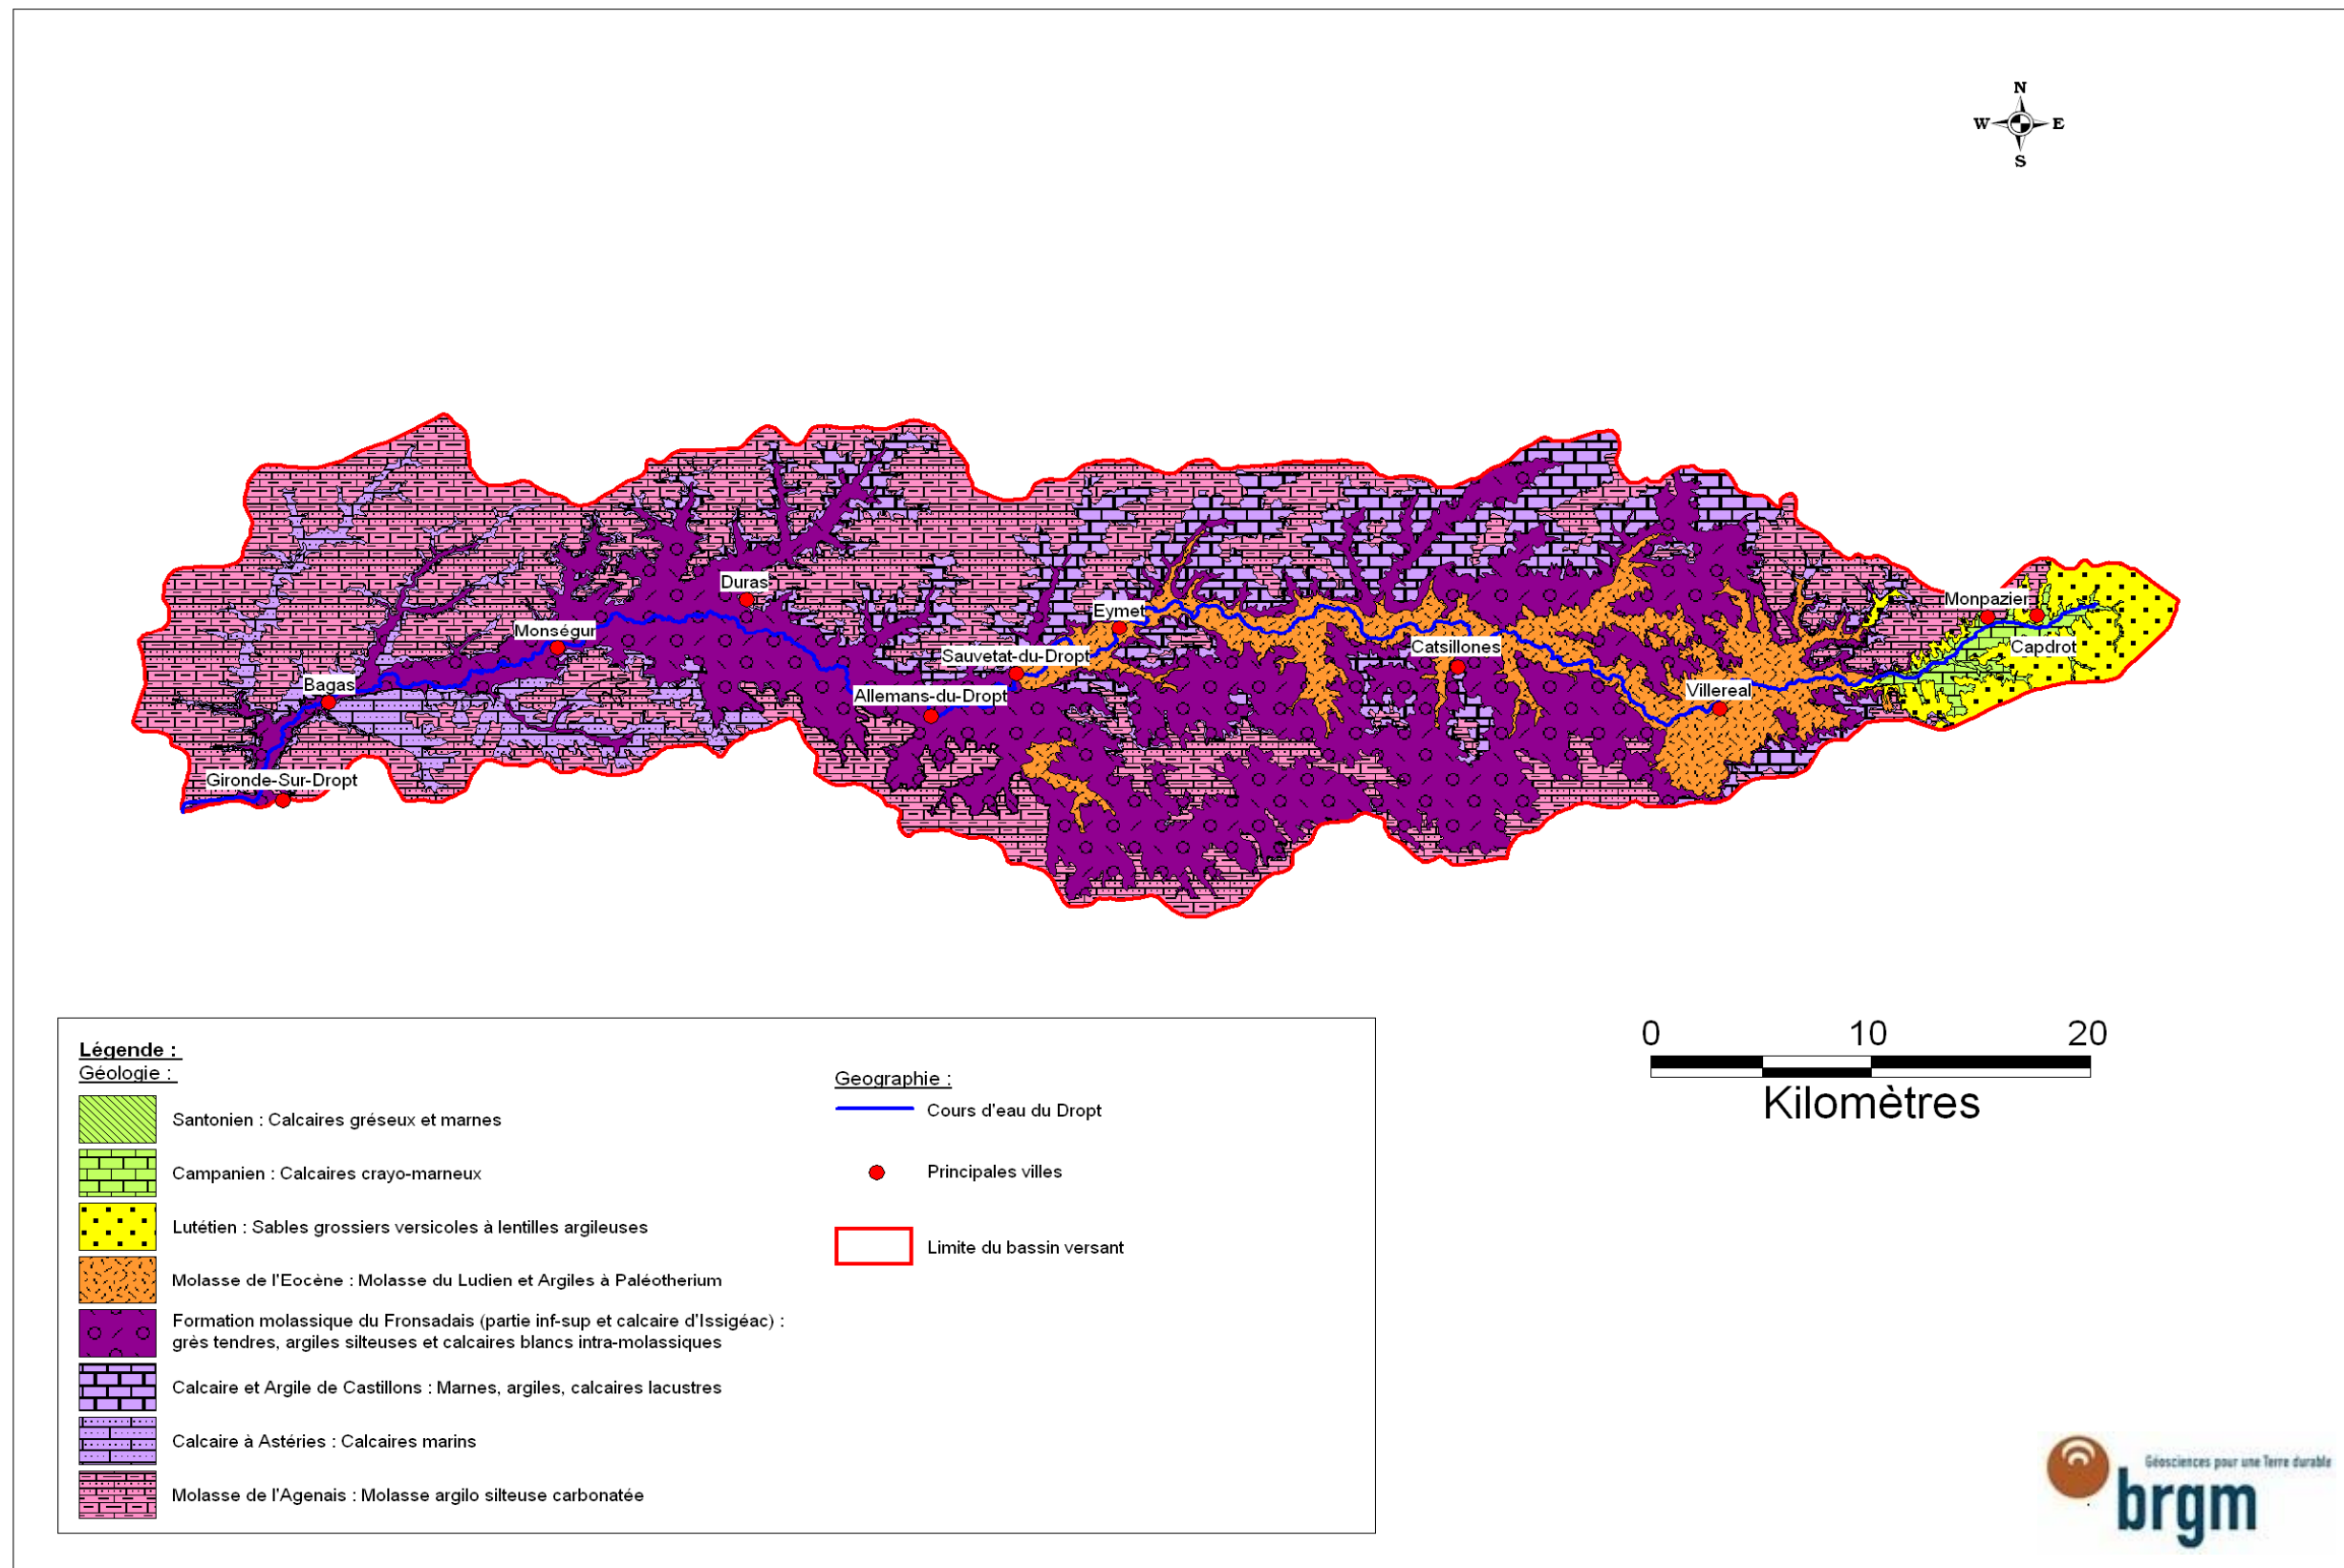 N
W E
S
Duras
Monpazier
Eymet
Monségur
Catsillones
Capdrot
Sauvetat-du-Dropt
Bagas
Allemans-du-Dropt
Villereal
Gironde-Sur-Dropt
0 10 20
Kilomètres
Légende :
Géologie :
Santonien : Calcaires gréseux et marnes
Campanien : Calcaires crayo-marneux
Lutétien : Sables grossiers versicoles à lentilles argileuses
Molasse de l'Eocène : Molasse du Ludien et Argiles à Paléotherium
Formation molassique du Fronsadais (partie inf-sup et calcaire d'Issigéac) :
grès tendres, argiles silteuses et calcaires blancs intra-molassiques
Calcaire et Argile de Castillons : Marnes, argiles, calcaires lacustres
Calcaire à Astéries : Calcaires marins
Molasse de l'Agenais : Molasse argilo silteuse carbonatée
Geographie :
Cours d'eau du Dropt
Principales villes
Limite du bassin versant
Géosciences pour une Terre durable
brgm